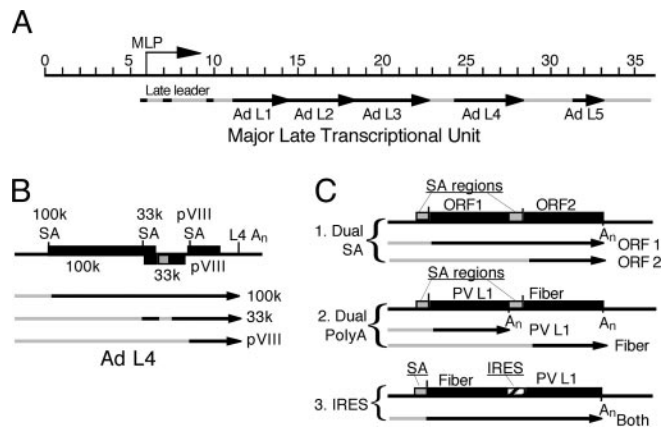 A
MLP
0 5 10 15 20 25 30 35
Late leader
Ad L1 Ad L2 Ad L3 Ad L4 Ad L5
Major Late Transcriptional Unit
B
100k 33k pVIII
SA SA SA L4 An
100k 33k pVIII
100k
33k
pVIII
Ad L4
C
SA regions
ORF1 ORF2
1. Dual
SA
An
ORF 1
ORF 2
SA regions
PV L1 Fiber
2. Dual
PolyA
An An
PV L1
Fiber
SA Fiber IRES PV L1
3. IRES
An
Both